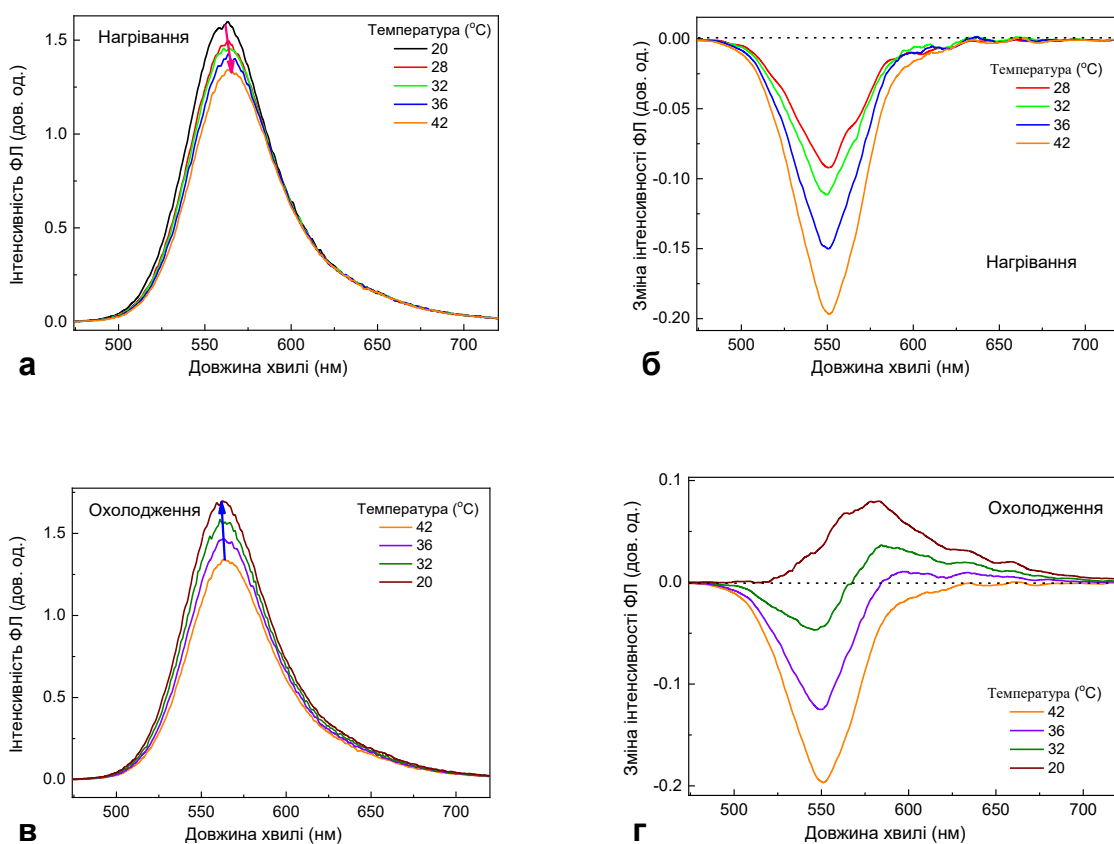 Нагрівання
Температура (°C)
20
28
32
36
42
1.5
1.0
0.5
0.0
Інтенсивність ФЛ (дов. од.)
500 550 600 650 700
Довжина хвилі (нм)
а
0.00
-0.05
-0.10
-0.15
-0.20
Зміна інтенсивності ФЛ (дов. од.)
Температура (°C)
28
32
36
42
Нагрівання
500 550 600 650 700
Довжина хвилі (нм)
б
Охолодження
Температура (°C)
42
36
32
20
1.5
1.0
0.5
0.0
Інтенсивність ФЛ (дов. од.)
500 550 600 650 700
Довжина хвилі (нм)
в
0.1
0.0
-0.1
-0.2
Зміна інтенсивності ФЛ (дов. од.)
Охолодження
Температура (°C)
42
36
32
20
500 550 600 650 700
Довжина хвилі (нм)
г